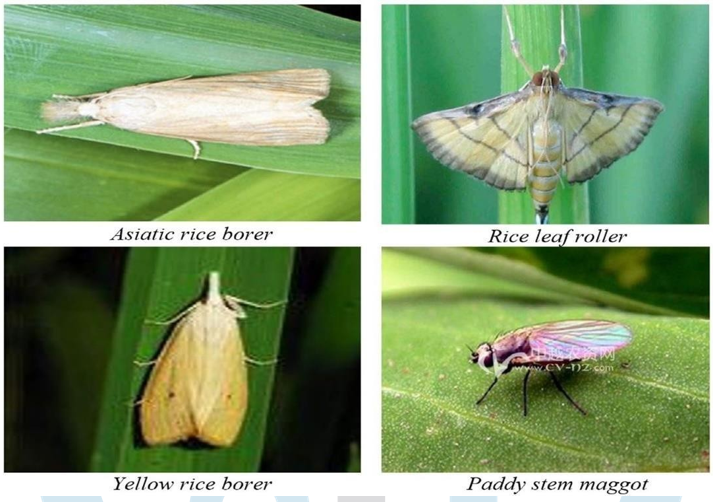 Asiatic rice borer
Rice leaf roller
Yellow rice borer
Paddy stem maggot